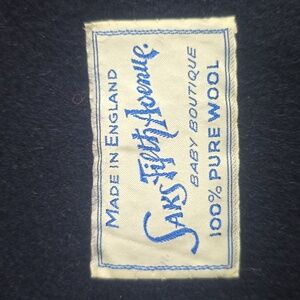 MADE IN ENGLAND
SAKS Fifth Avenue.
BABY BOUTIQUE
100% PURE WOOL